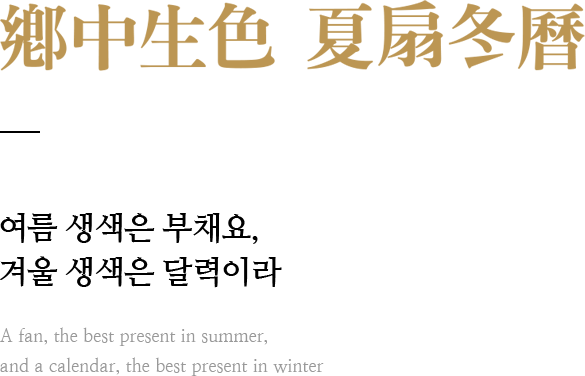 鄕中生色 夏扇冬曆
여름 생색은 부채요,
겨울 생색은 달력이라
A fan, the best present in summer,
and a calendar, the best present in winter